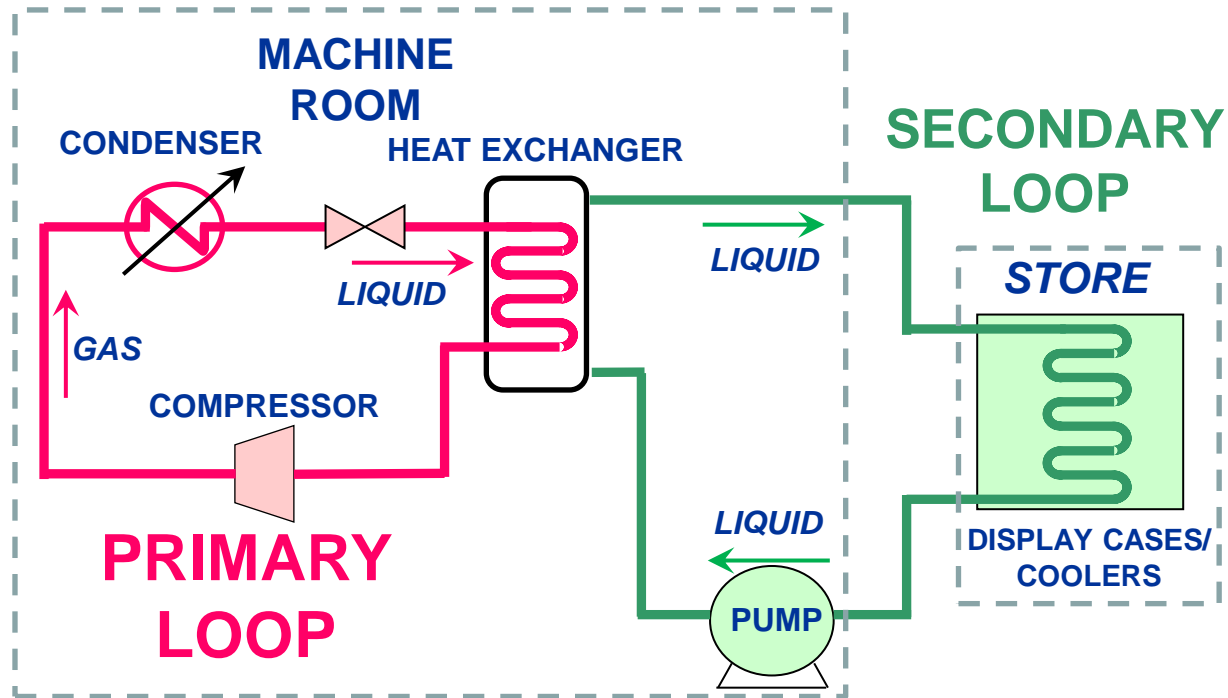 MACHINE
ROOM
CONDENSER
HEAT EXCHANGER
SECONDARY
LOOP
LIQUID
LIQUID
STORE
GAS
COMPRESSOR
PRIMARY
LOOP
LIQUID
PUMP
DISPLAY CASES/
COOLERS